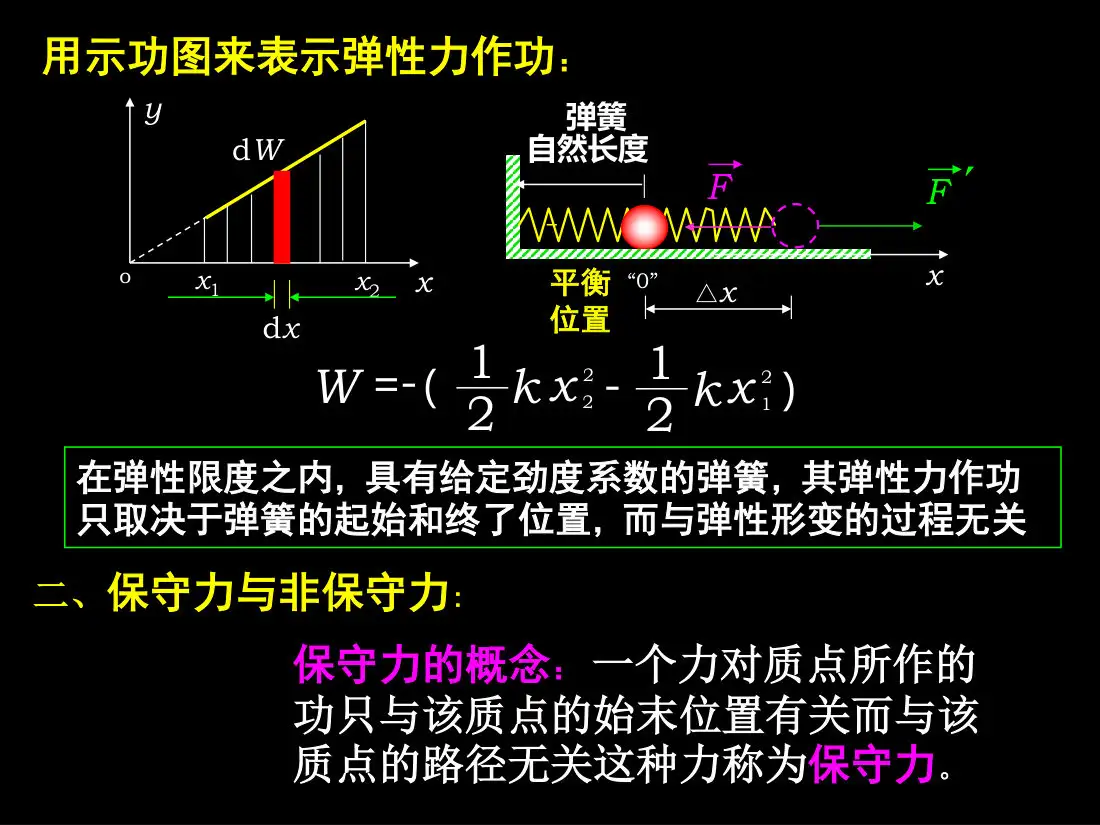 用示功图来表示弹性力作功：
y
dW
o
x₁
x₂
x
dx
弹簧
自然长度
F
F′
平衡
位置
“0”
△x
x
W =-( 1/2 k x₂² - 1/2 k x₁² )
在弹性限度之内，具有给定劲度系数的弹簧，其弹性力作功
只取决于弹簧的起始和终了位置，而与弹性形变的过程无关
二、保守力与非保守力：
保守力的概念：一个力对质点所作的
功只与该质点的始末位置有关而与该
质点的路径无关这种力称为保守力。